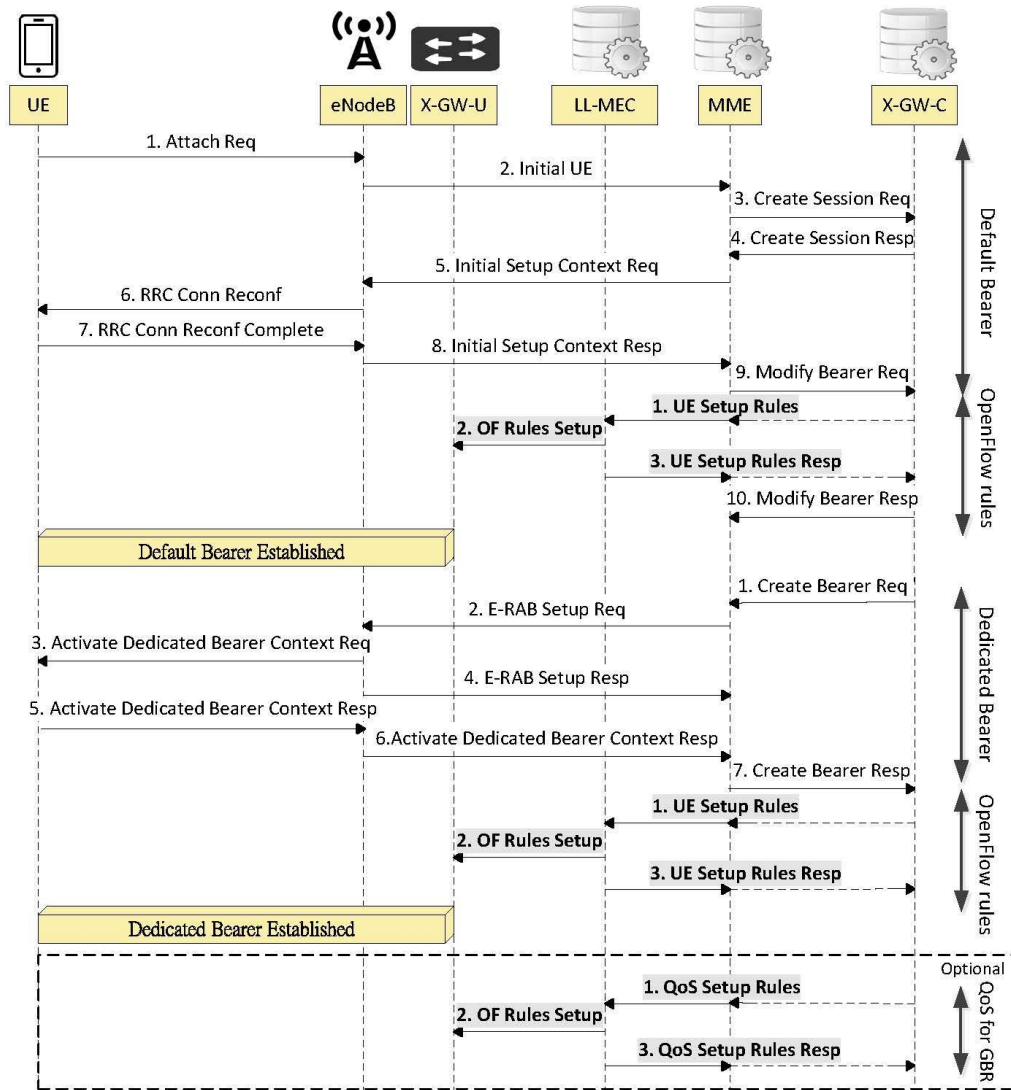 UE
eNodeB
X-GW-U
LL-MEC
MME
X-GW-C
1. Attach Req
2. Initial UE
3. Create Session Req
4. Create Session Resp
5. Initial Setup Context Req
6. RRC Conn Reconf
7. RRC Conn Reconf Complete
8. Initial Setup Context Resp
9. Modify Bearer Req
Default Bearer
1. UE Setup Rules
2. OF Rules Setup
3. UE Setup Rules Resp
10. Modify Bearer Resp
OpenFlow rules
Default Bearer Established
1. Create Bearer Req
2. E-RAB Setup Req
3. Activate Dedicated Bearer Context Req
4. E-RAB Setup Resp
5. Activate Dedicated Bearer Context Resp
6.Activate Dedicated Bearer Context Resp
7. Create Bearer Resp
Dedicated Bearer
1. UE Setup Rules
2. OF Rules Setup
3. UE Setup Rules Resp
OpenFlow rules
Dedicated Bearer Established
Optional
1. QoS Setup Rules
2. OF Rules Setup
3. QoS Setup Rules Resp
QoS for GBR